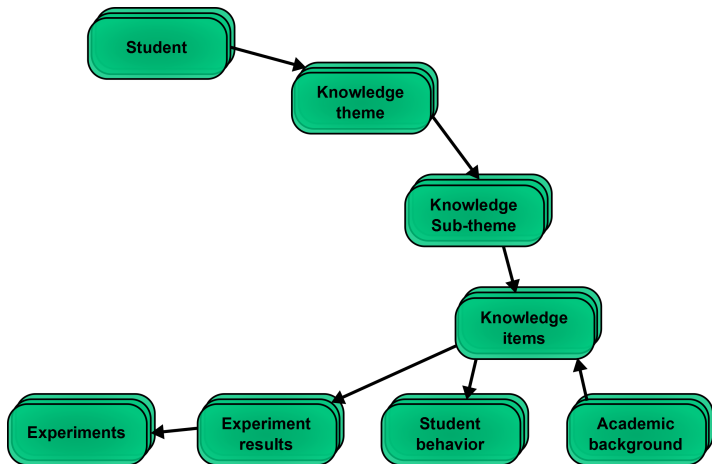 Student
Knowledge
theme
Knowledge
Sub-theme
Knowledge
items
Experiments
Experiment
results
Student
behavior
Academic
background